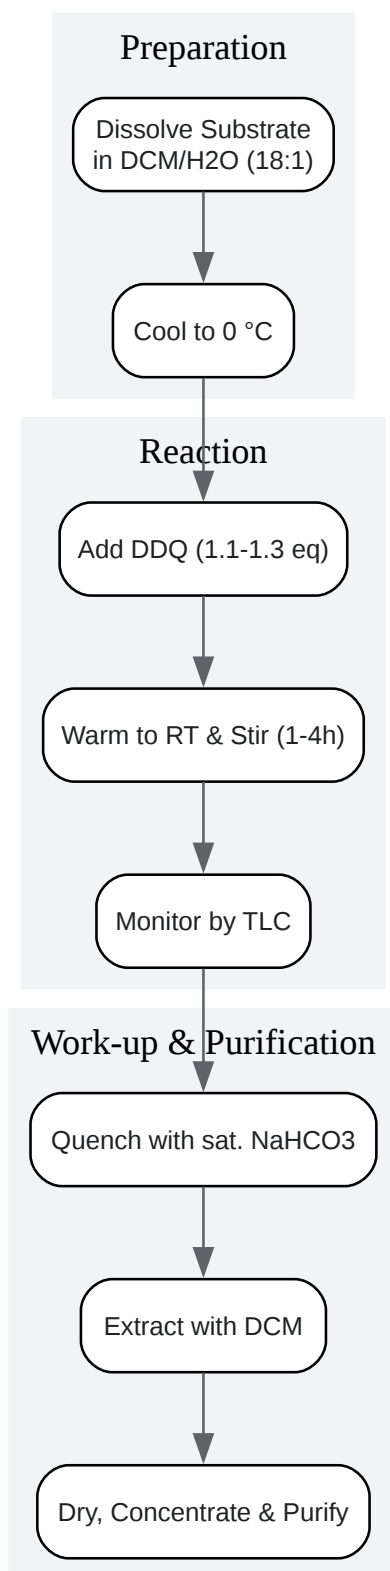 Preparation
Dissolve Substrate
in DCM/H2O (18:1)
Cool to 0 °C
Reaction
Add DDQ (1.1-1.3 eq)
Warm to RT & Stir (1-4h)
Monitor by TLC
Work-up & Purification
Quench with sat. NaHCO3
Extract with DCM
Dry, Concentrate & Purify